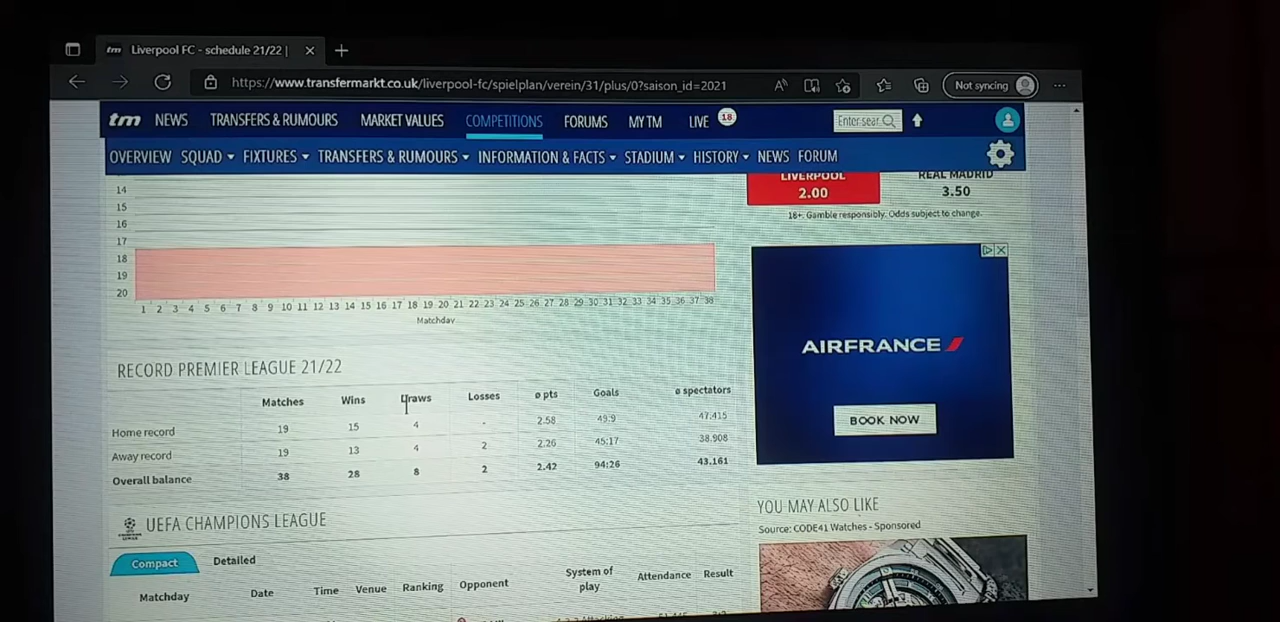 tm Liverpool FC - schedule 21/22 |
https://www.transfermarkt.co.uk/liverpool-fc/spielplan/verein/31/plus/0?saison_id=2021
Not syncing
tm NEWS TRANSFERS & RUMOURS MARKET VALUES COMPETITIONS FORUMS MY TM LIVE 18 Enter sear
OVERVIEW SQUAD FIXTURES TRANSFERS & RUMOURS INFORMATION & FACTS STADIUM HISTORY NEWS FORUM
LIVERPOOL REAL MADRID
2.00 3.50
18+. Gamble responsibly. Odds subject to change.
14
15
16
17
18
19
20
1 2 3 4 5 6 7 8 9 10 11 12 13 14 15 16 17 18 19 20 21 22 23 24 25 26 27 28 29 30 31 32 33 34 35 36 37 38
Matchday
AIRFRANCE
BOOK NOW
RECORD PREMIER LEAGUE 21/22
Matches Wins Draws Losses ø pts Goals ø spectators
Home record 19 15 4 - 2.58 49:9 47.415
Away record 19 13 4 2 2.26 45:17 38.908
Overall balance 38 28 8 2 2.42 94:26 43.161
UEFA CHAMPIONS LEAGUE
Compact Detailed
Matchday Date Time Venue Ranking Opponent System of play Attendance Result
YOU MAY ALSO LIKE
Source: CODE41 Watches - Sponsored